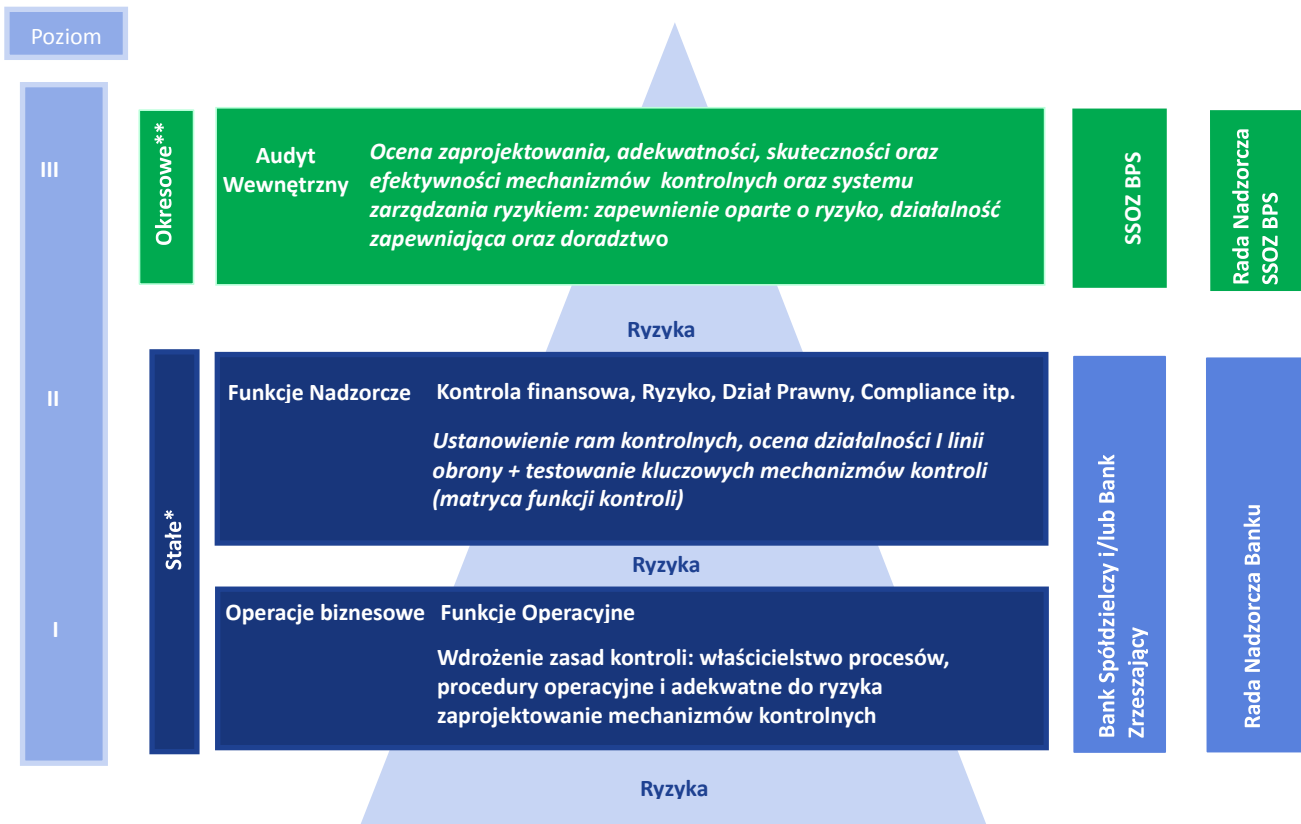 Poziom
III
Okresowe**
Audyt
Wewnętrzny
Ocena zaprojektowania, adekwatności, skuteczności oraz
efektywności mechanizmów kontrolnych oraz systemu
zarządzania ryzykiem: zapewnienie oparte o ryzyko, działalność
zapewniająca oraz doradztwo
SSOZ BPS
Rada Nadzorcza
SSOZ BPS
Ryzyka
II
Stałe*
Funkcje Nadzorcze
Kontrola finansowa, Ryzyko, Dział Prawny, Compliance itp.
Ustanowienie ram kontrolnych, ocena działalności I linii
obrony + testowanie kluczowych mechanizmów kontroli
(matryca funkcji kontroli)
Bank Spółdzielczy i/lub Bank
Zrzeszający
Rada Nadzorcza Banku
Ryzyka
I
Operacje biznesowe
Funkcje Operacyjne
Wdrożenie zasad kontroli: właścicielstwo procesów,
procedury operacyjne i adekwatne do ryzyka
zaprojektowanie mechanizmów kontrolnych
Ryzyka